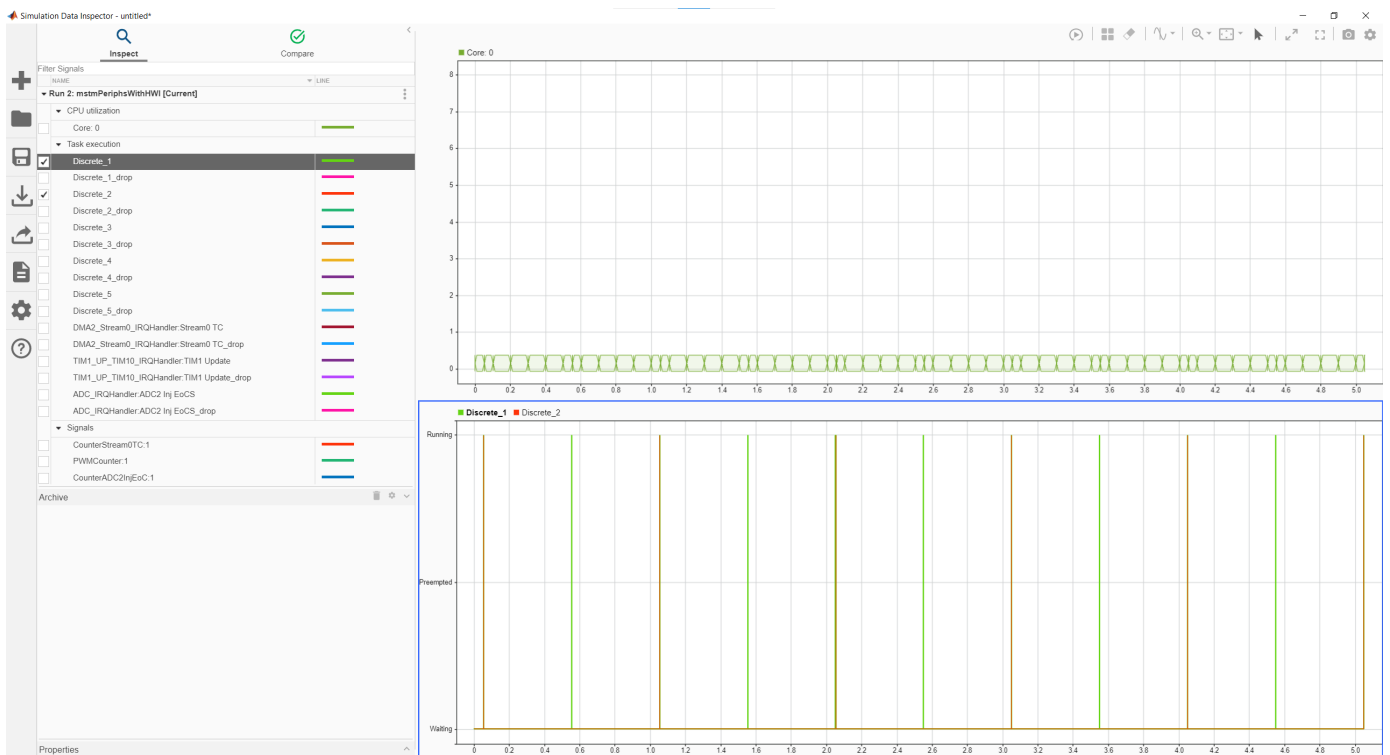 Simulation Data Inspector - untitled*
Inspect
Compare
Filter Signals
NAME
LINE
Run 2: mstmPeriphsWithHWI [Current]
CPU utilization
Core: 0
Task execution
Discrete_1
Discrete_1_drop
Discrete_2
Discrete_2_drop
Discrete_3
Discrete_3_drop
Discrete_4
Discrete_4_drop
Discrete_5
Discrete_5_drop
DMA2_Stream0_IRQHandler:Stream0 TC
DMA2_Stream0_IRQHandler:Stream0 TC_drop
TIM1_UP_TIM10_IRQHandler:TIM1 Update
TIM1_UP_TIM10_IRQHandler:TIM1 Update_drop
ADC_IRQHandler:ADC2 Inj EoCS
ADC_IRQHandler:ADC2 Inj EoCS_drop
Signals
CounterStream0TC:1
PWMCounter:1
CounterADC2InjEoC:1
Archive
Properties
Core: 0
8
7
6
5
4
3
2
1
0
0 0.2 0.4 0.6 0.8 1.0 1.2 1.4 1.6 1.8 2.0 2.2 2.4 2.6 2.8 3.0 3.2 3.4 3.6 3.8 4.0 4.2 4.4 4.6 4.8 5.0
Discrete_1 Discrete_2
Running
Preempted
Waiting
0 0.2 0.4 0.6 0.8 1.0 1.2 1.4 1.6 1.8 2.0 2.2 2.4 2.6 2.8 3.0 3.2 3.4 3.6 3.8 4.0 4.2 4.4 4.6 4.8 5.0